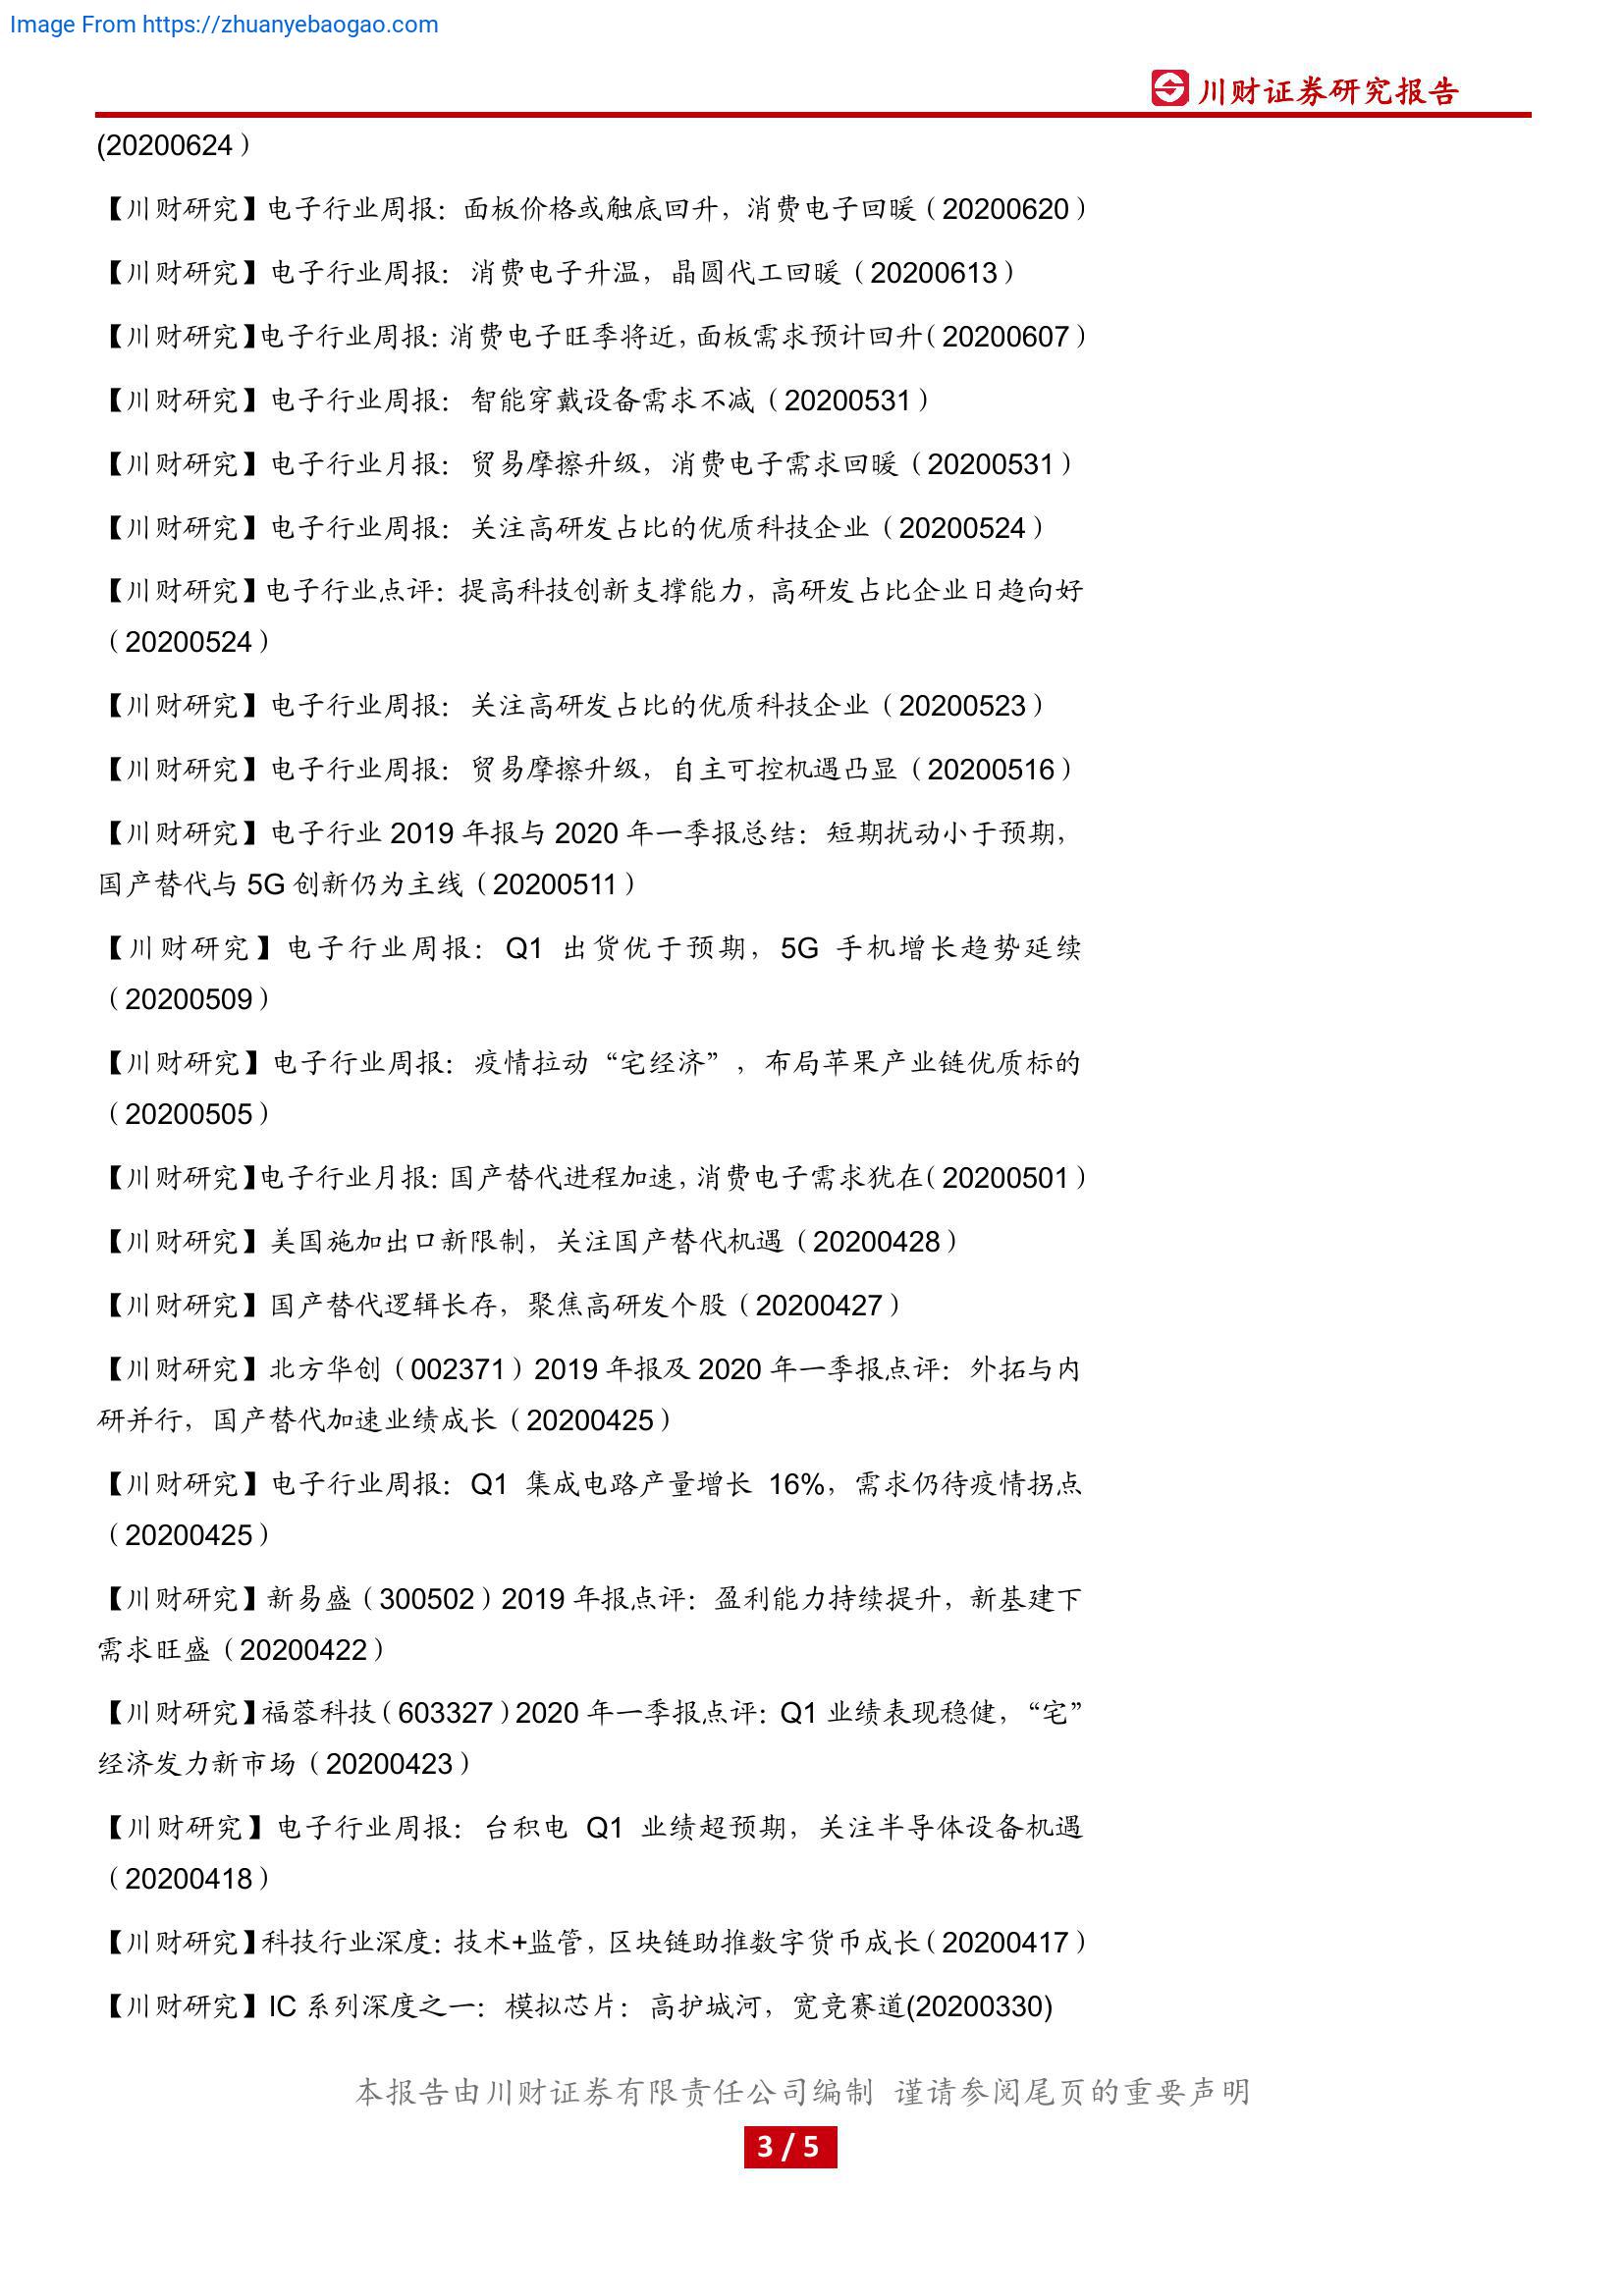 Image From https://zhuanyebaogao.com
川财证券研究报告
(20200624）
【川财研究】电子行业周报：面板价格或触底回升，消费电子回暖（20200620）
【川财研究】电子行业周报：消费电子升温，晶圆代工回暖（20200613）
【川财研究】电子行业周报：消费电子旺季将近，面板需求预计回升（20200607）
【川财研究】电子行业周报：智能穿戴设备需求不减（20200531）
【川财研究】电子行业月报：贸易摩擦升级，消费电子需求回暖（20200531）
【川财研究】电子行业周报：关注高研发占比的优质科技企业（20200524）
【川财研究】电子行业点评：提高科技创新支撑能力，高研发占比企业日趋向好
（20200524）
【川财研究】电子行业周报：关注高研发占比的优质科技企业（20200523）
【川财研究】电子行业周报：贸易摩擦升级，自主可控机遇凸显（20200516）
【川财研究】电子行业 2019 年报与 2020 年一季报总结：短期扰动小于预期，
国产替代与 5G 创新仍为主线（20200511）
【川财研究】电子行业周报：Q1 出货优于预期，5G 手机增长趋势延续
（20200509）
【川财研究】电子行业周报：疫情拉动“宅经济”，布局苹果产业链优质标的
（20200505）
【川财研究】电子行业月报：国产替代进程加速，消费电子需求犹在（20200501）
【川财研究】美国施加出口新限制，关注国产替代机遇（20200428）
【川财研究】国产替代逻辑长存，聚焦高研发个股（20200427）
【川财研究】北方华创（002371）2019 年报及 2020 年一季报点评：外拓与内
研并行，国产替代加速业绩成长（20200425）
【川财研究】电子行业周报：Q1 集成电路产量增长 16%，需求仍待疫情拐点
（20200425）
【川财研究】新易盛（300502）2019 年报点评：盈利能力持续提升，新基建下
需求旺盛（20200422）
【川财研究】福蓉科技（603327）2020 年一季报点评：Q1 业绩表现稳健，“宅”
经济发力新市场（20200423）
【川财研究】电子行业周报：台积电 Q1 业绩超预期，关注半导体设备机遇
（20200418）
【川财研究】科技行业深度：技术+监管，区块链助推数字货币成长（20200417）
【川财研究】IC 系列深度之一：模拟芯片：高护城河，宽竞赛道(20200330)
本报告由川财证券有限责任公司编制 谨请参阅尾页的重要声明
3 / 5